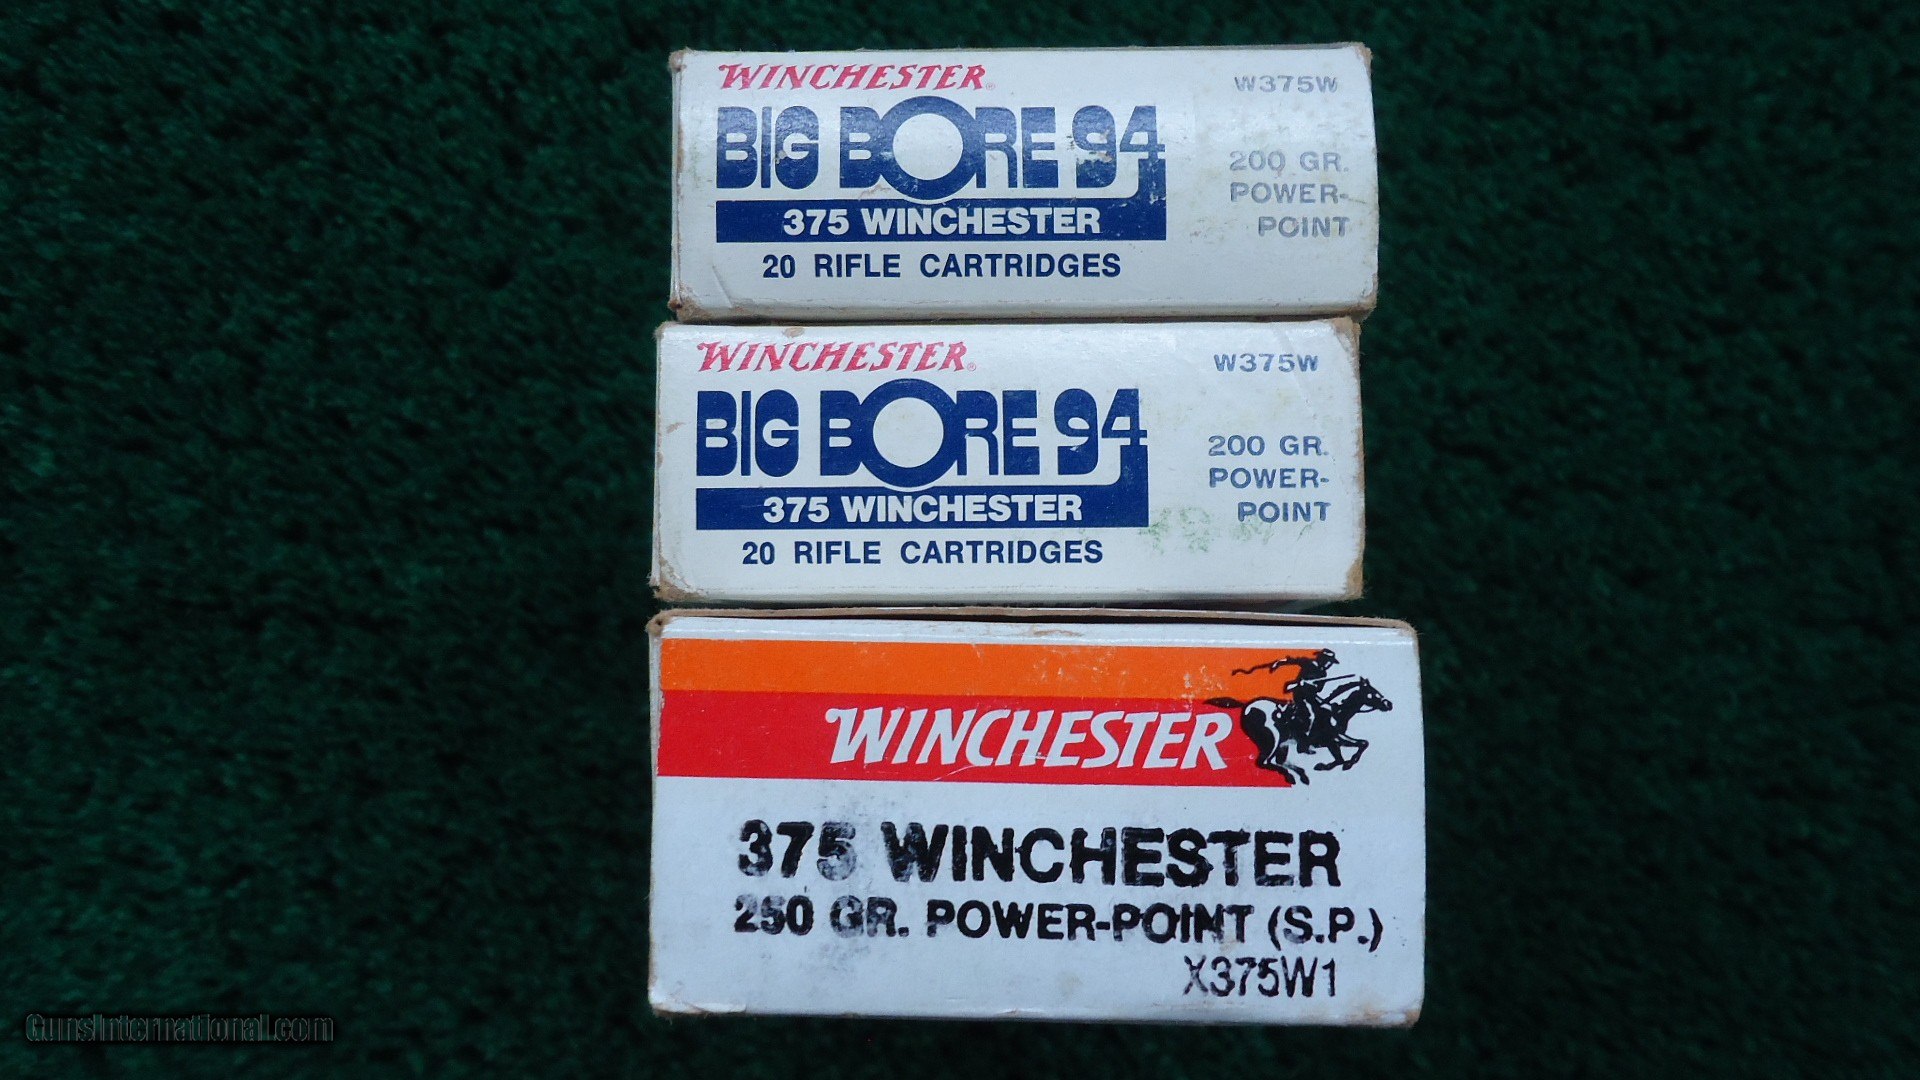 WINCHESTER®
W375W
BIG BORE 94
200 GR.
POWER-
POINT
375 WINCHESTER
20 RIFLE CARTRIDGES
WINCHESTER®
W375W
BIG BORE 94
200 GR.
POWER-
POINT
375 WINCHESTER
20 RIFLE CARTRIDGES
WINCHESTER
375 WINCHESTER
250 GR. POWER-POINT (S.P.)
X375W1
GunsInternational.com